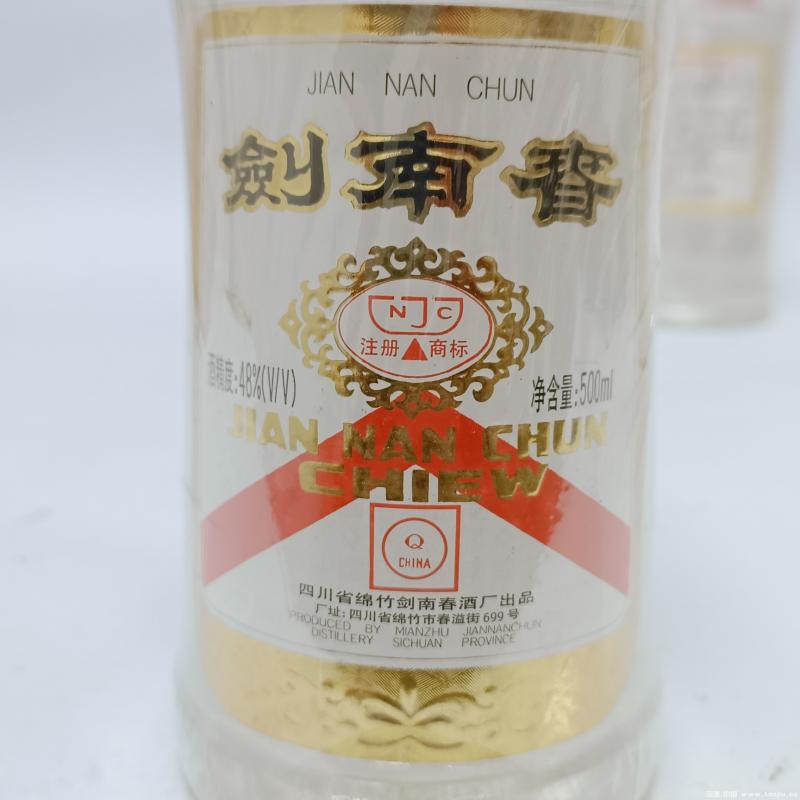 JIAN NAN CHUN
劍南春
NJC
注册 商标
酒精度:48%(V/V)
净含量:500ml
JIAN NAN CHUN
CHIEW
Q
CHINA
四川省绵竹剑南春酒厂出品
厂址:四川省绵竹市春溢街699号
PRODUCED BY MIANZHU JIANNANCHUN
DISTILLERY SICHUAN PROVINCE